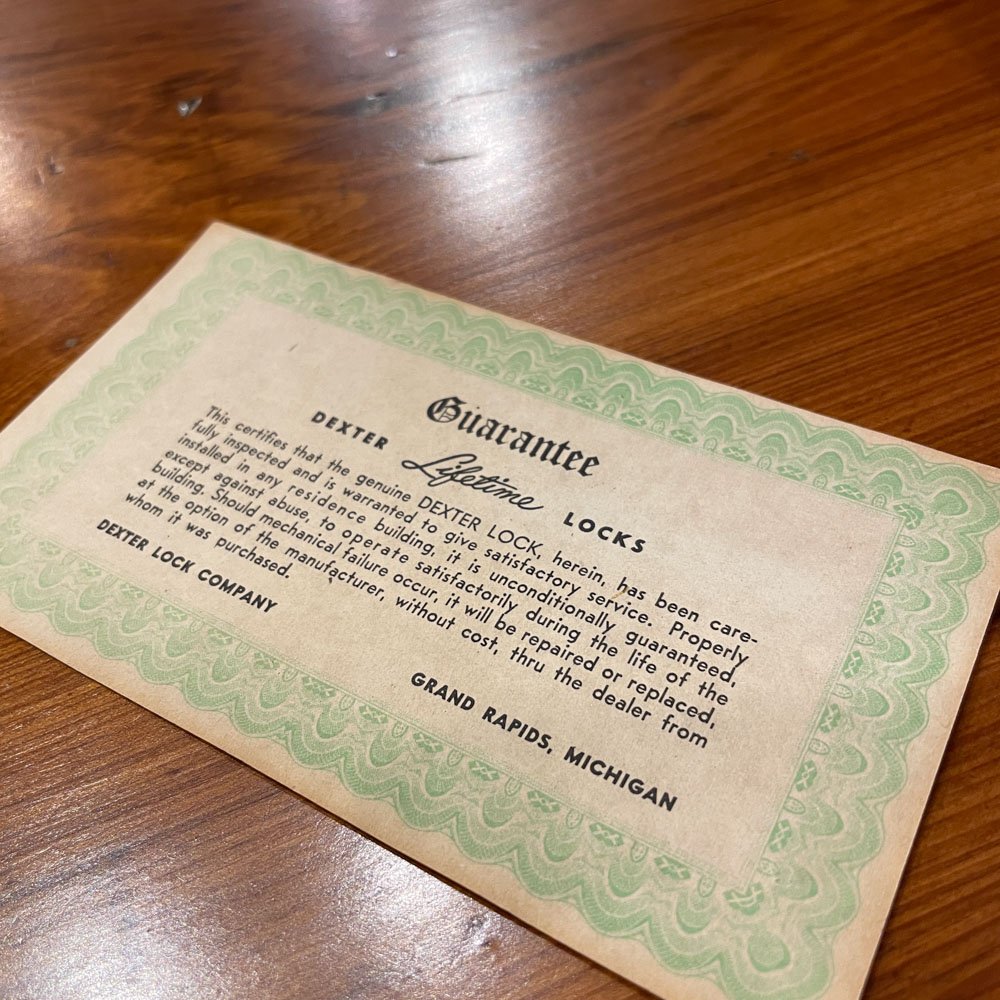 Guarantee
DEXTER Lifetime LOCKS
This certifies that the genuine DEXTER LOCK, herein, has been care-
fully inspected and is warranted to give satisfactory service. Properly
installed in any residence building, it is unconditionally guaranteed,
except against abuse, to operate satisfactorily during the life of the
building. Should mechanical failure occur, it will be repaired or replaced,
at the option of the manufacturer, without cost, thru the dealer from
whom it was purchased.
DEXTER LOCK COMPANY GRAND RAPIDS, MICHIGAN